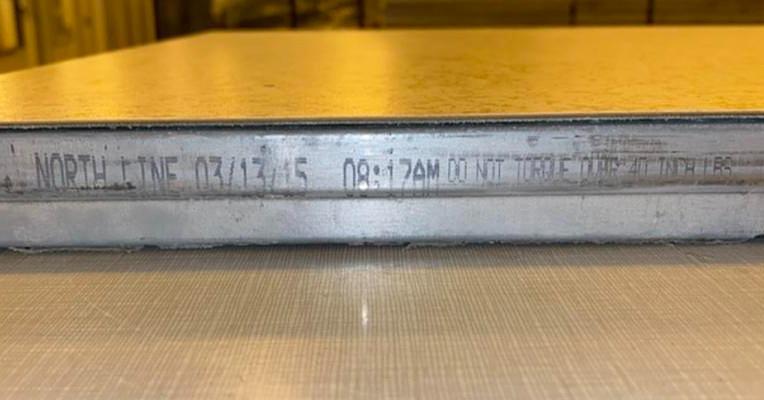 NORTH LINE 03/13/15 08:17AM DO NOT TORQUE OVER 40 INCH LBS